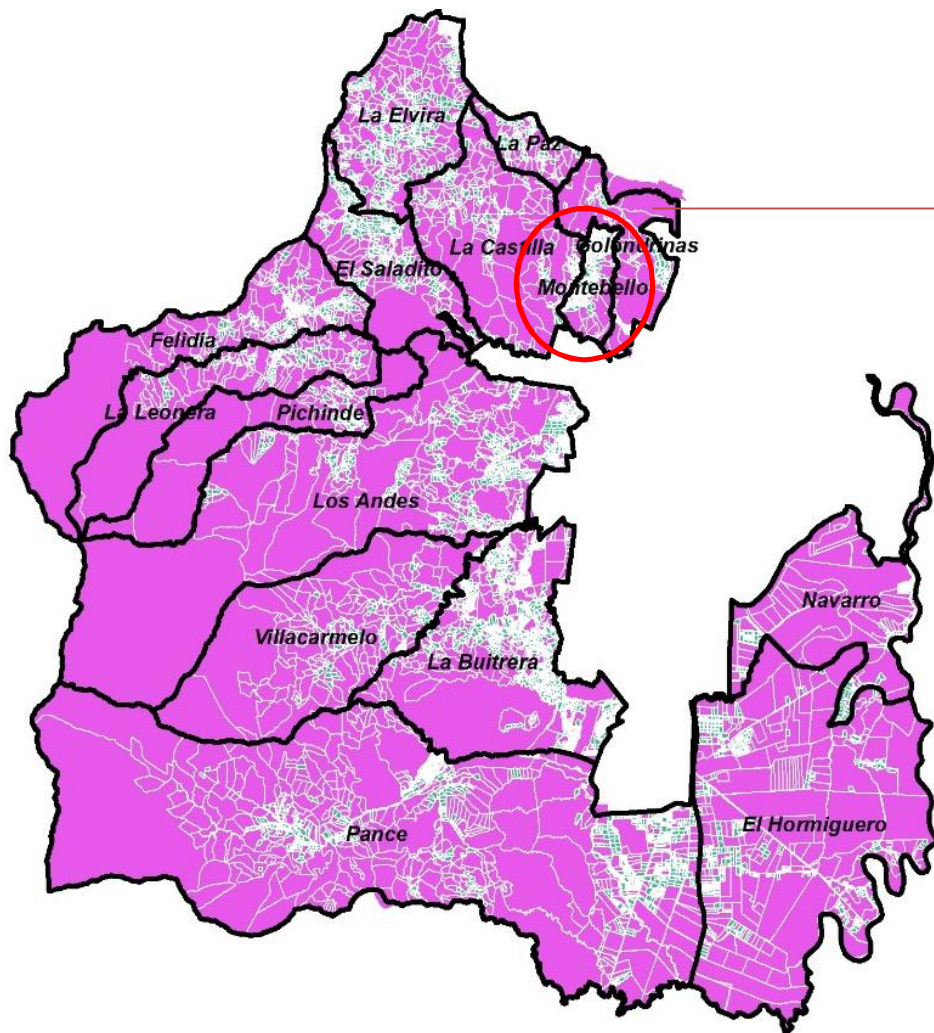 La Elvira
La Paz
La Castilla
Golondrinas
El Saladito
Montebello
Felidia
La Leonera
Pichinde
Los Andes
Navarro
Villacarmelo
La Buitrera
Pance
El Hormiguero